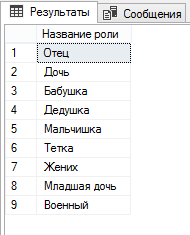 Результаты Сообщения
Название роли
1 Отец
2 Дочь
3 Бабушка
4 Дедушка
5 Мальчишка
6 Тетка
7 Жених
8 Младшая дочь
9 Военный